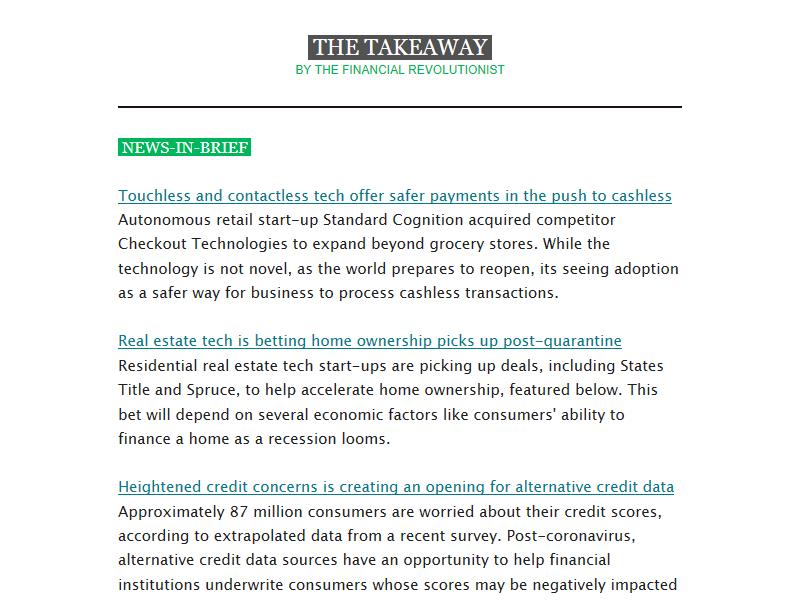 THE TAKEAWAY
BY THE FINANCIAL REVOLUTIONIST
NEWS-IN-BRIEF
Touchless and contactless tech offer safer payments in the push to cashless
Autonomous retail start-up Standard Cognition acquired competitor
Checkout Technologies to expand beyond grocery stores. While the
technology is not novel, as the world prepares to reopen, its seeing adoption
as a safer way for business to process cashless transactions.
Real estate tech is betting home ownership picks up post-quarantine
Residential real estate tech start-ups are picking up deals, including States
Title and Spruce, to help accelerate home ownership, featured below. This
bet will depend on several economic factors like consumers' ability to
finance a home as a recession looms.
Heightened credit concerns is creating an opening for alternative credit data
Approximately 87 million consumers are worried about their credit scores,
according to extrapolated data from a recent survey. Post-coronavirus,
alternative credit data sources have an opportunity to help financial
institutions underwrite consumers whose scores may be negatively impacted